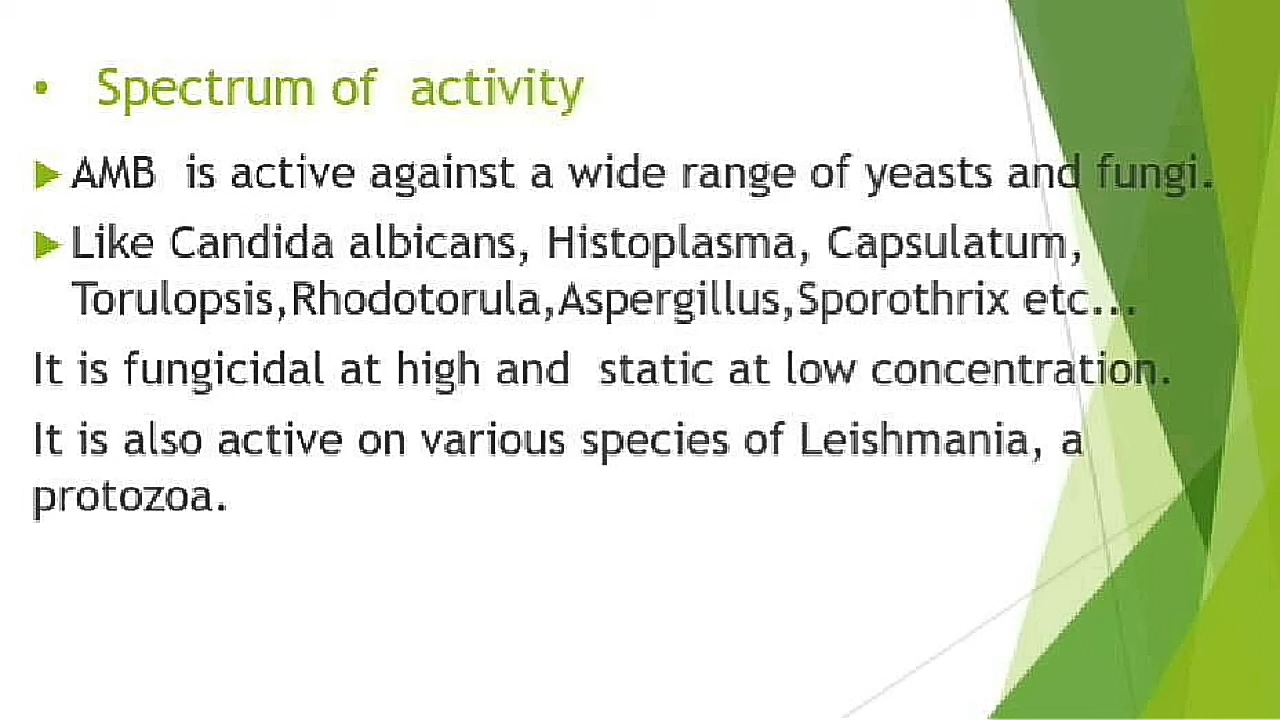 • Spectrum of activity
▶ AMB is active against a wide range of yeasts and fungi.
▶ Like Candida albicans, Histoplasma, Capsulatum,
Torulopsis,Rhodotorula,Aspergillus,Sporothrix etc...
It is fungicidal at high and static at low concentration.
It is also active on various species of Leishmania, a
protozoa.